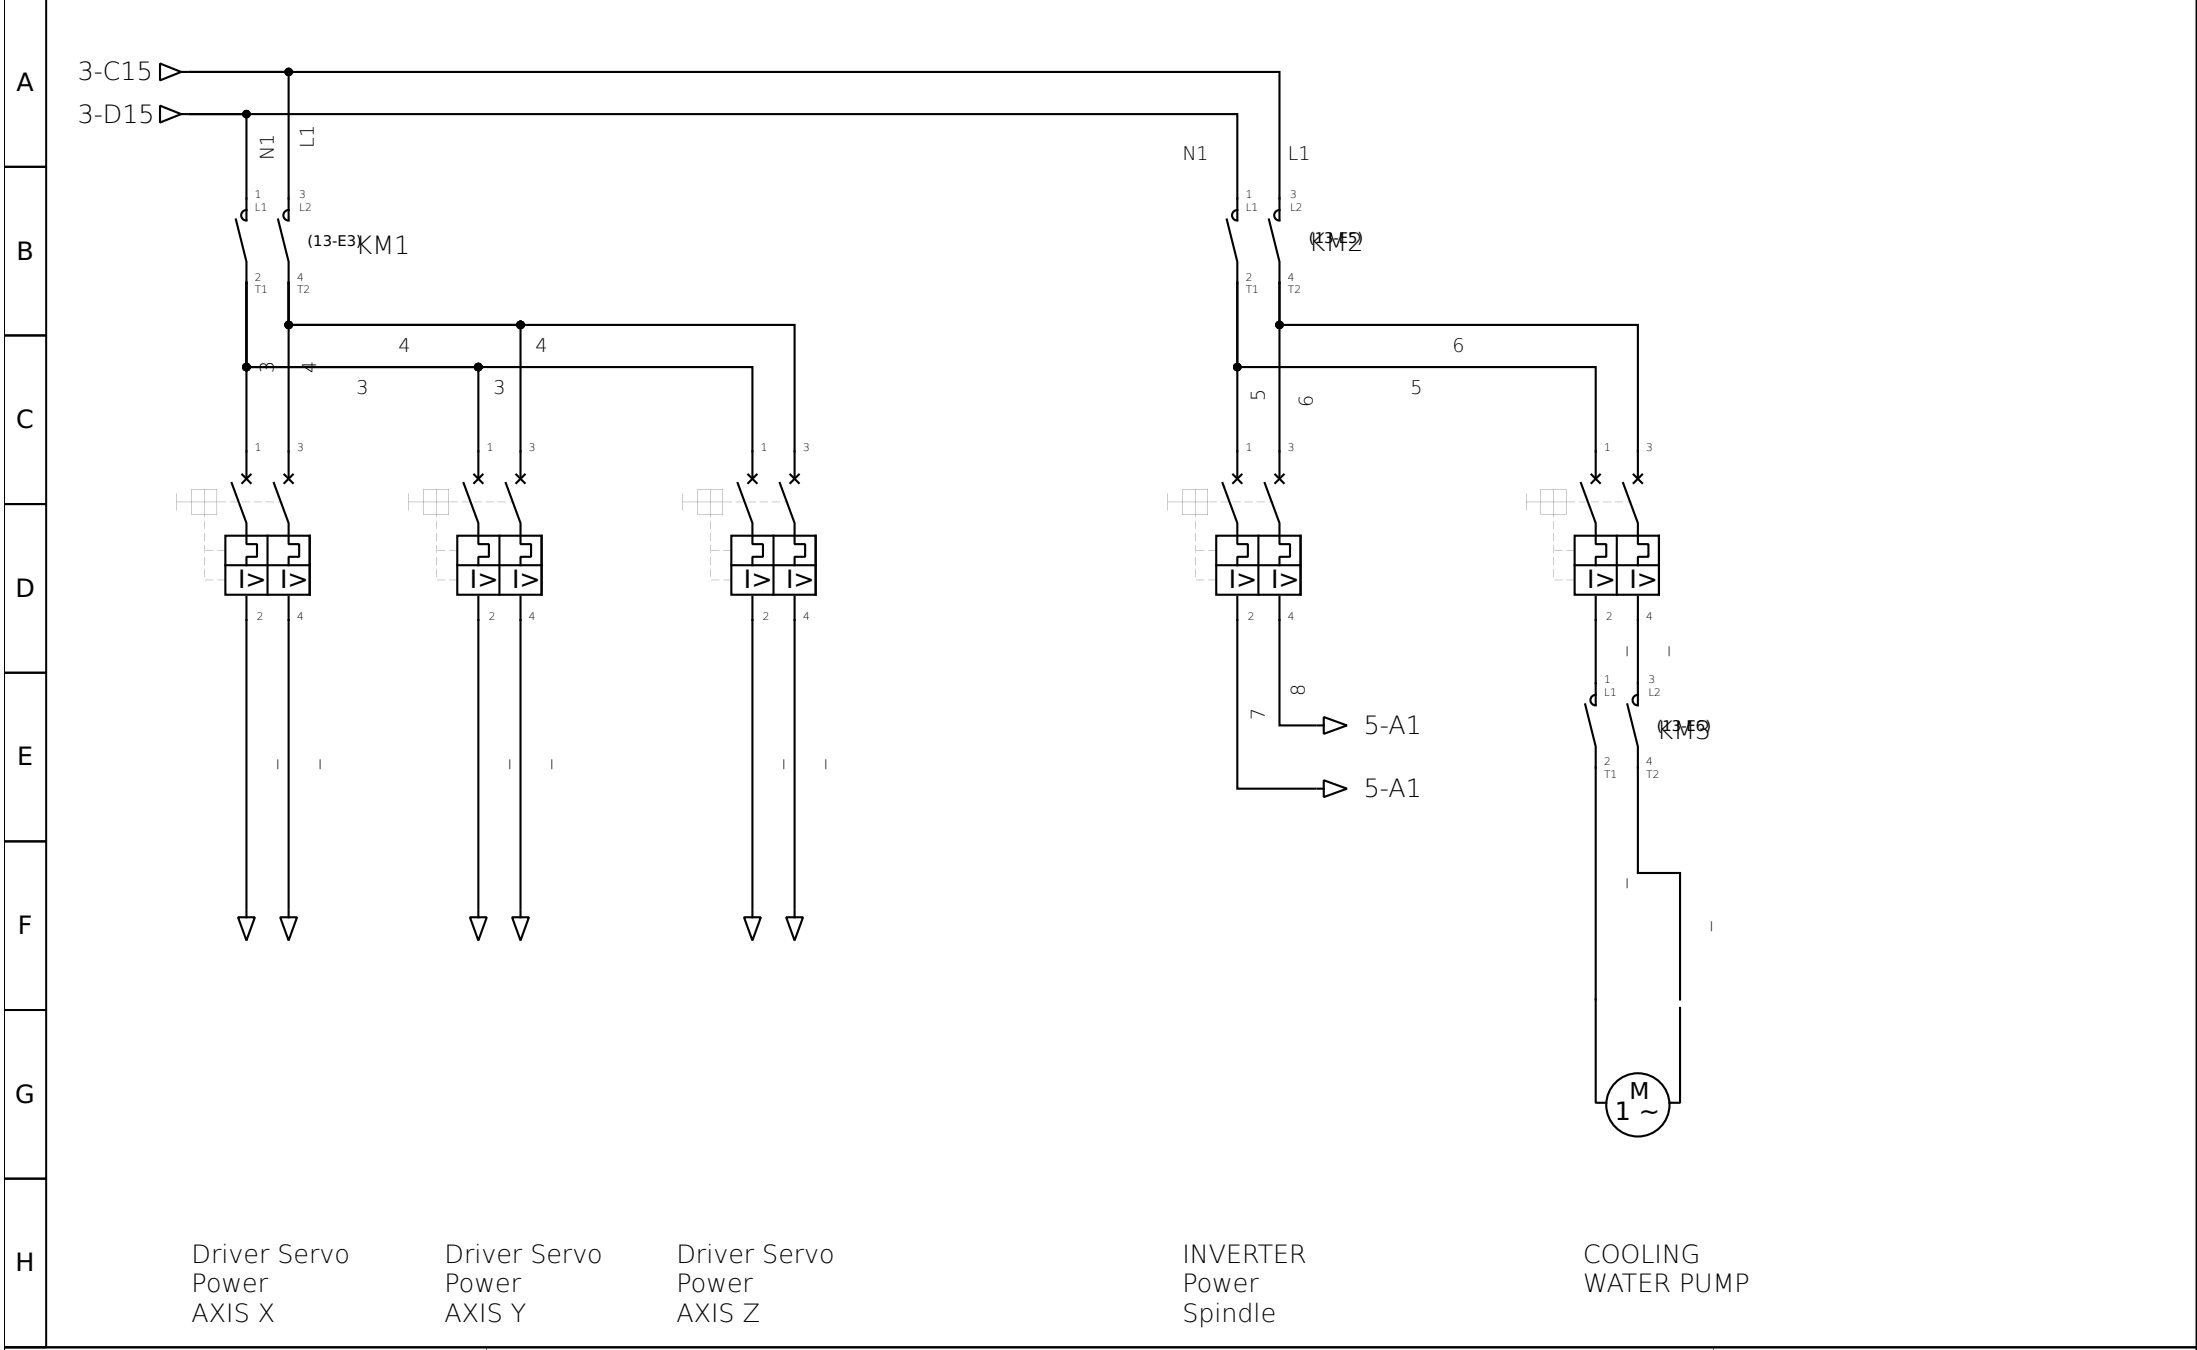 A
3-C15
3-D15
N1
L1
N1
L1
B
1
L1
3
L2
(13-E3)
KM1
2
T1
4
T2
1
L1
3
L2
(13-E5)
KM2
2
T1
4
T2
C
4
4
3
4
3
3
6
5
5
6
1
3
1
3
1
3
1
3
1
3
D
I>
I>
I>
I>
I>
I>
I>
I>
I>
I>
2
4
2
4
2
4
2
4
2
4
E
7
8
5-A1
5-A1
1
L1
3
L2
(13-E6)
KM3
2
T1
4
T2
F
G
M
1 ~
H
Driver Servo
Power
AXIS X
Driver Servo
Power
AXIS Y
Driver Servo
Power
AXIS Z
INVERTER
Power
Spindle
COOLING
WATER PUMP